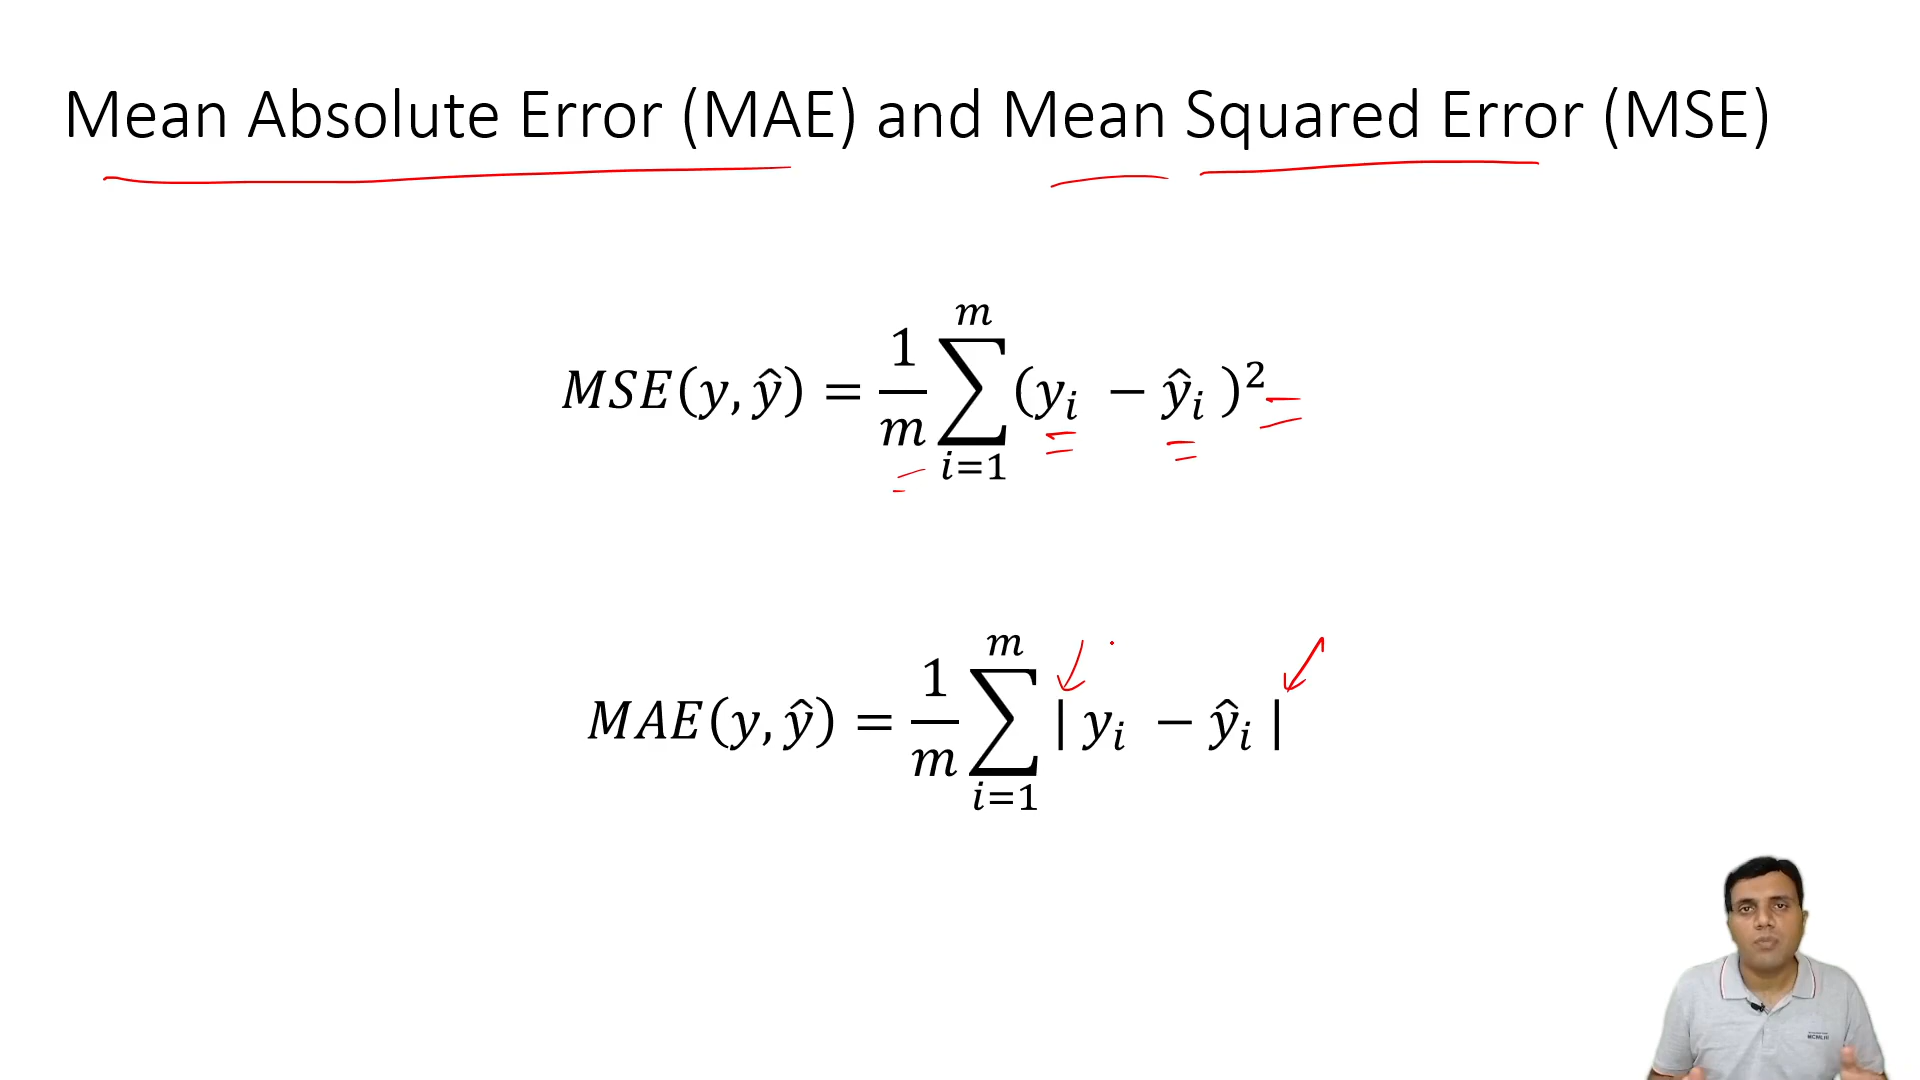 Mean Absolute Error (MAE) and Mean Squared Error (MSE)
MSE(y, ŷ) = 1/m ∑_{i=1}^{m} (y_i − ŷ_i )²
MAE(y, ŷ) = 1/m ∑_{i=1}^{m} | y_i − ŷ_i |
MCMLIII